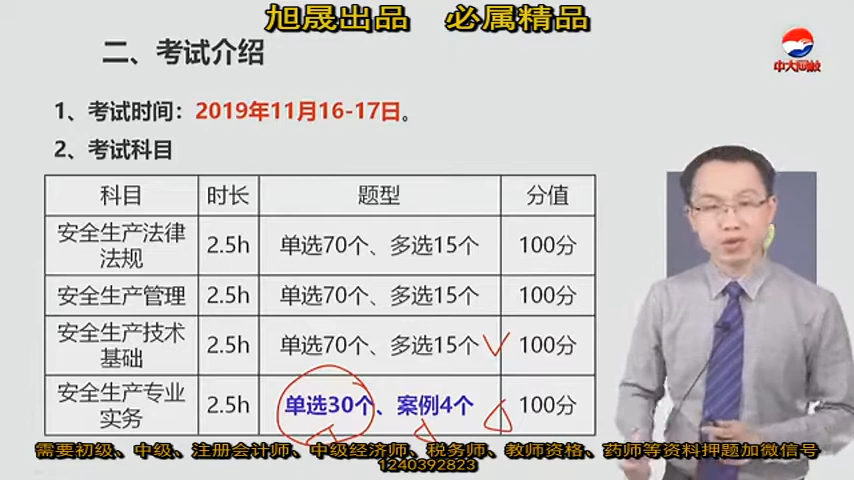 旭晟出品 必属精品
二、考试介绍
中大网校
1、考试时间：2019年11月16-17日。
2、考试科目
科目 时长 题型 分值
安全生产法律法规 2.5h 单选70个、多选15个 100分
安全生产管理 2.5h 单选70个、多选15个 100分
安全生产技术基础 2.5h 单选70个、多选15个 100分
安全生产专业实务 2.5h 单选30个、案例4个 100分
需要初级、中级、注册会计师、中级经济师、税务师、教师资格、药师等资料押题加微信号
1240392823